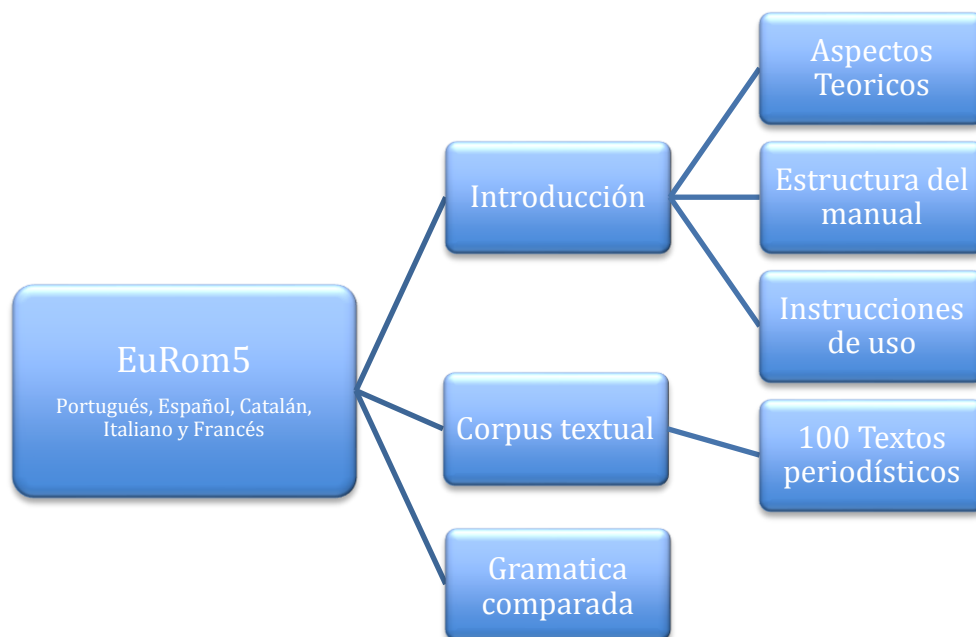 EuRom5
Portugués, Español, Catalán,
Italiano y Francés
Introducción
Aspectos
Teoricos
Estructura del
manual
Instrucciones
de uso
Corpus textual
100 Textos
periodísticos
Gramatica
comparada